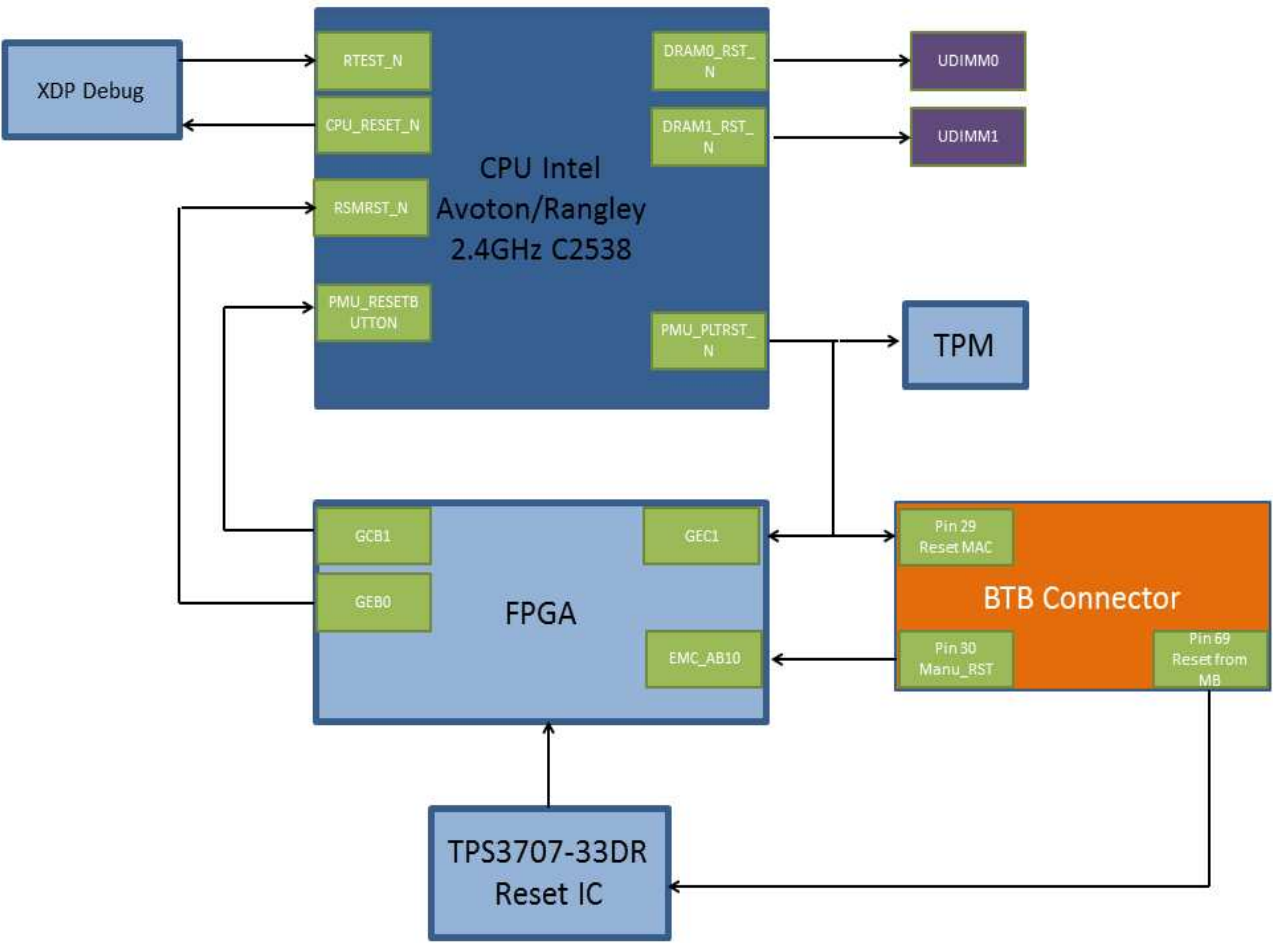 XDP Debug
RTEST_N
CPU_RESET_N
RSMRST_N
PMU_RESETB
UTTON
CPU Intel
Avoton/Rangley
2.4GHz C2538
DRAM0_RST_
N
DRAM1_RST_
N
PMU_PLTRST_
N
UDIMM0
UDIMM1
TPM
GCB1
GEB0
FPGA
GEC1
EMC_AB10
Pin 29
Reset MAC
BTB Connector
Pin 30
Manu_RST
Pin 69
Reset from
MB
TPS3707-33DR
Reset IC